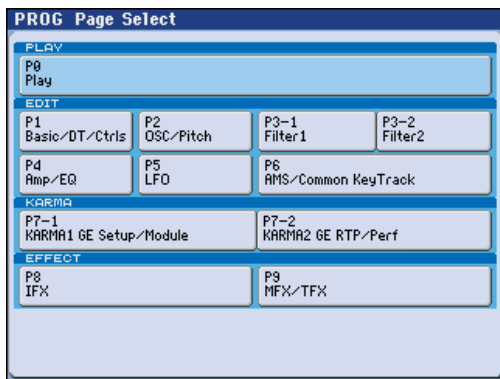 PROG Page Select
PLAY
P0
Play
EDIT
P1
Basic/DT/Ctrls
P2
OSC/Pitch
P3-1
Filter1
P3-2
Filter2
P4
Amp/EQ
P5
LFO
P6
AMS/Common KeyTrack
KARMA
P7-1
KARMA1 GE Setup/Module
P7-2
KARMA2 GE RTP/Perf
EFFECT
P8
IFX
P9
MFX/TFX